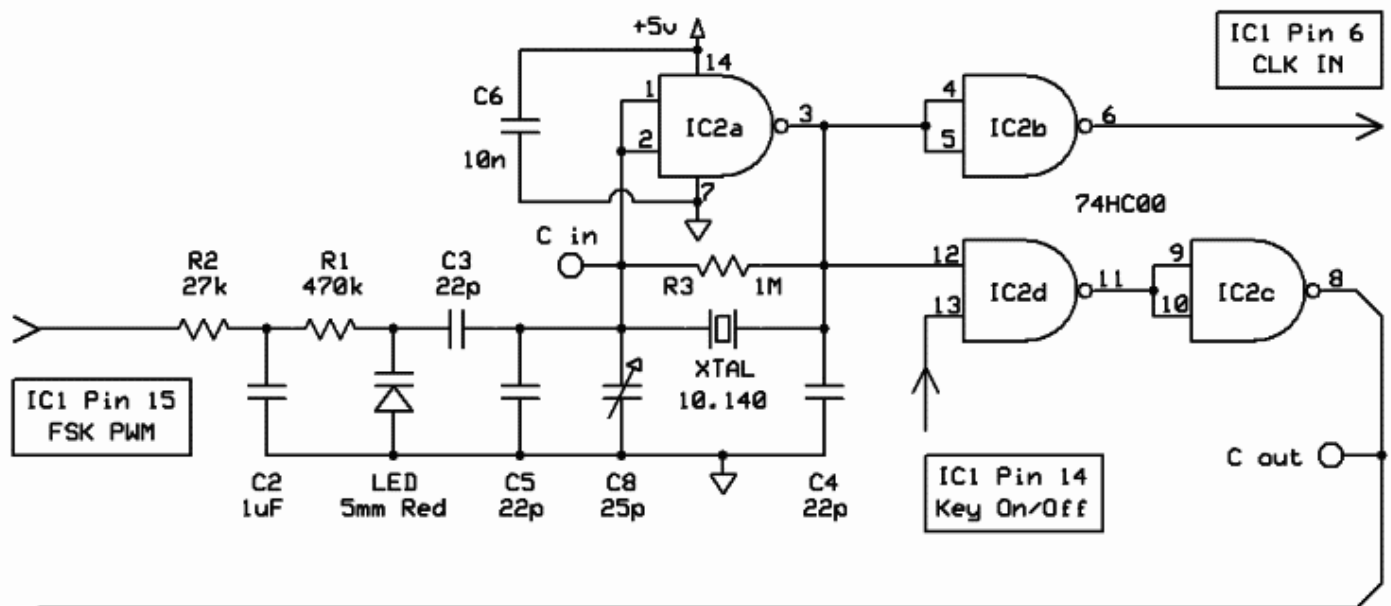 +5v
14
IC1 Pin 6
CLK IN
C6
10n
1
2
IC2a
3
7
4
5
IC2b
6
74HC00
C in
R2
27k
R1
470k
C3
22p
R3
1M
12
13
IC2d
11
9
10
IC2c
8
XTAL
10.140
IC1 Pin 15
FSK PWM
C2
1uF
LED
5mm Red
C5
22p
C8
25p
C4
22p
IC1 Pin 14
Key On/Off
C out